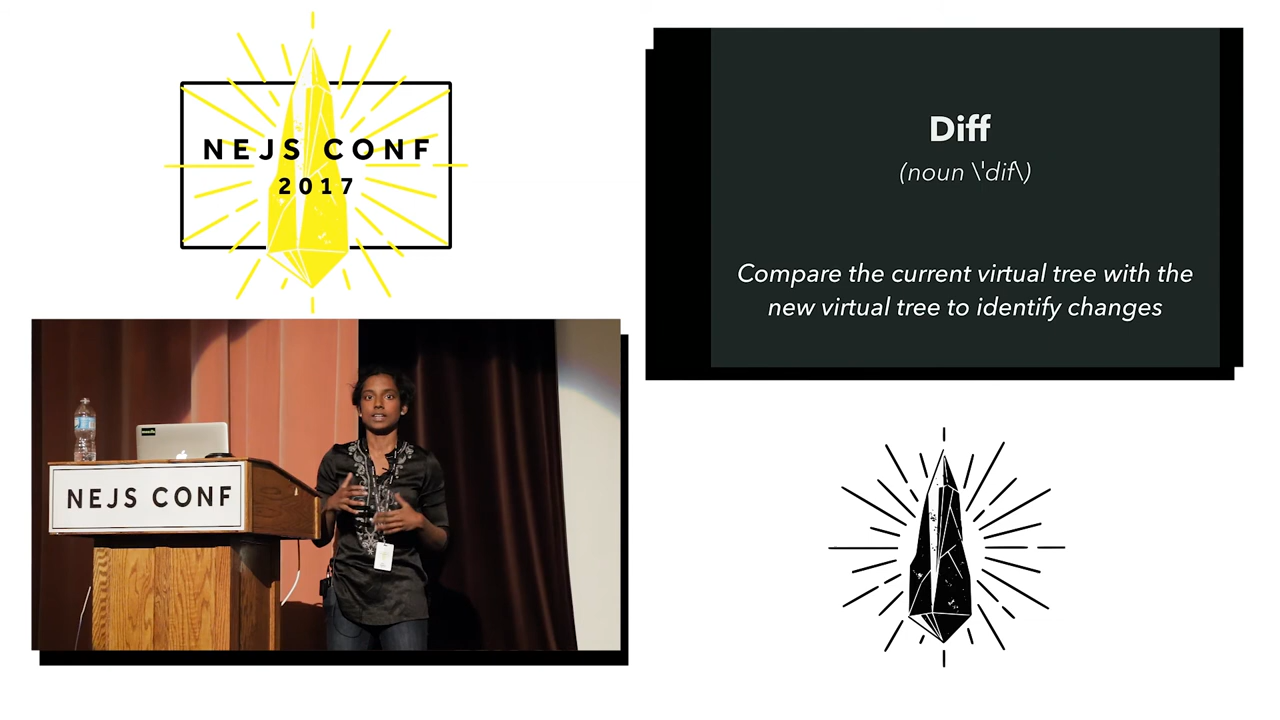 NEJS CONF
2017
Diff
(noun \'dif\)
Compare the current virtual tree with the
new virtual tree to identify changes
NEJS CONF